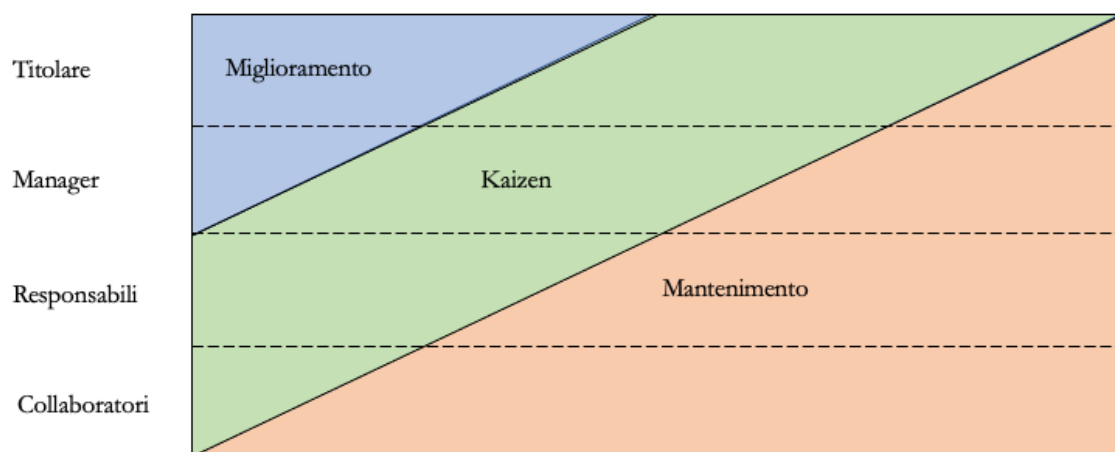 Titolare
Miglioramento
Manager
Kaizen
Responsabili
Mantenimento
Collaboratori